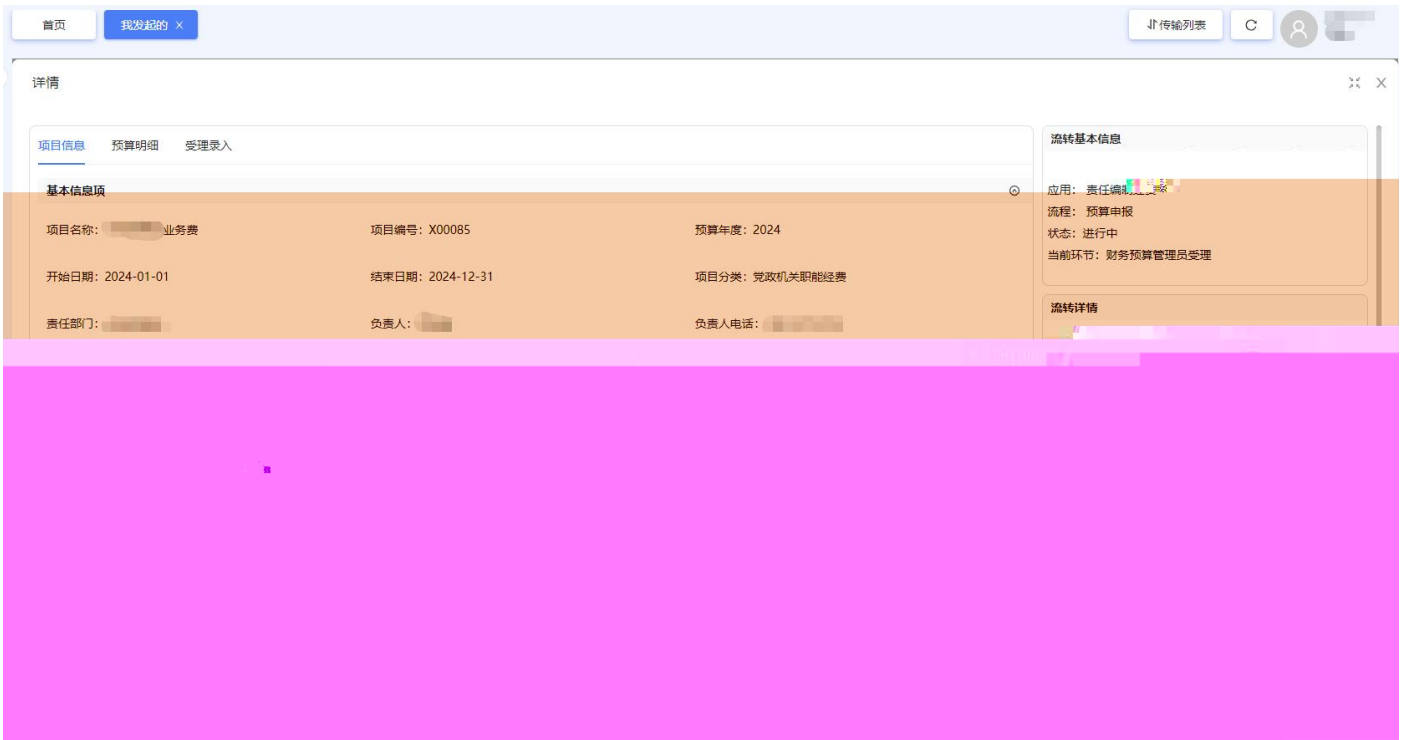 首页
我发起的 ×
传输列表
详情
项目信息 预算明细 受理录入
基本信息项
项目名称: 业务费 项目编号: X00085 预算年度: 2024
开始日期: 2024-01-01 结束日期: 2024-12-31 项目分类: 党政机关职能经费
责任部门: 负责人: 负责人电话:
流转基本信息
应用: 责任编制
流程: 预算申报
状态: 进行中
当前环节: 财务预算管理员受理
流转详情